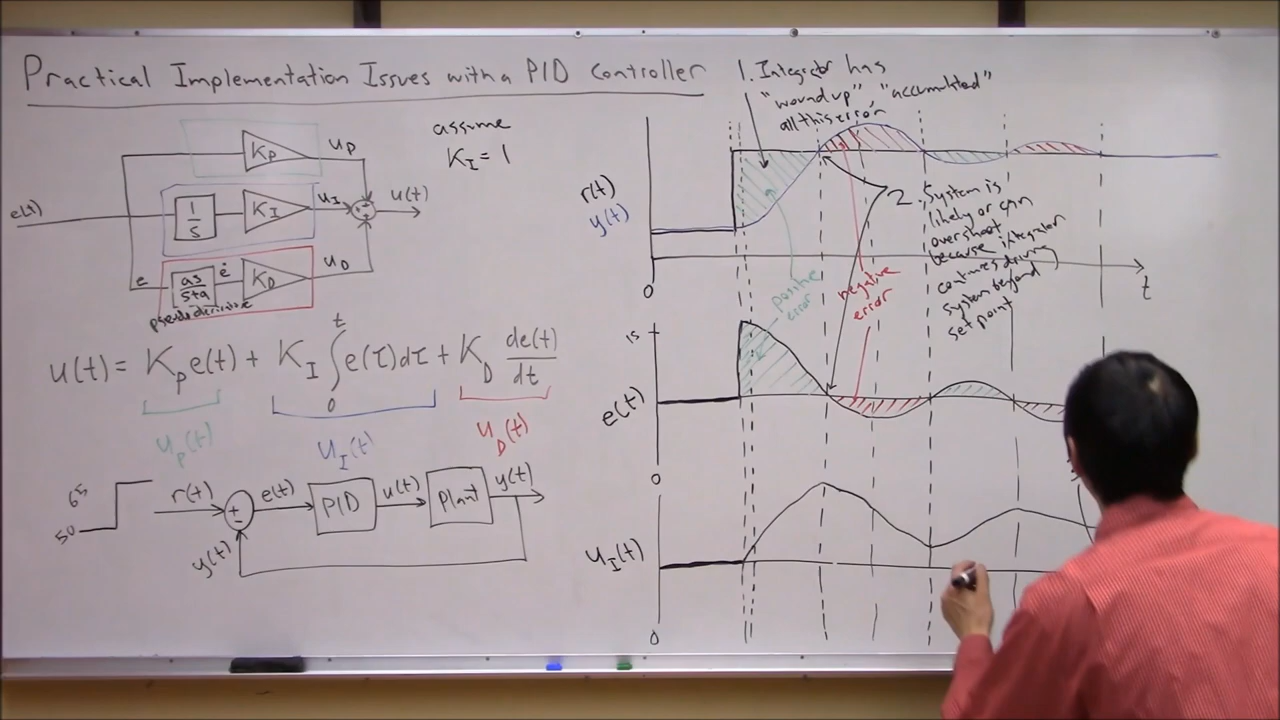 Practical Implementation Issues with a PID Controller
e(t)
K_P
u_P
1/s
K_I
u_I
u(t)
e
as/(s+a)
ė
K_D
u_D
pseudo derivative
assume
K_I = 1
u(t) = K_P e(t) + K_I ∫₀ᵗ e(τ)dτ + K_D de(t)/dt
u_P(t)
u_I(t)
u_D(t)
65
50
r(t)
+
-
e(t)
PID
u(t)
Plant
y(t)
y(t)
1. Integrator has
"wound up" "accumulated"
all this error
r(t)
y(t)
0
t
positive
error
negative
error
2. System is
likely or can
overshoot
because integrator
continues driving
system beyond
set point
15
e(t)
0
u_I(t)
0